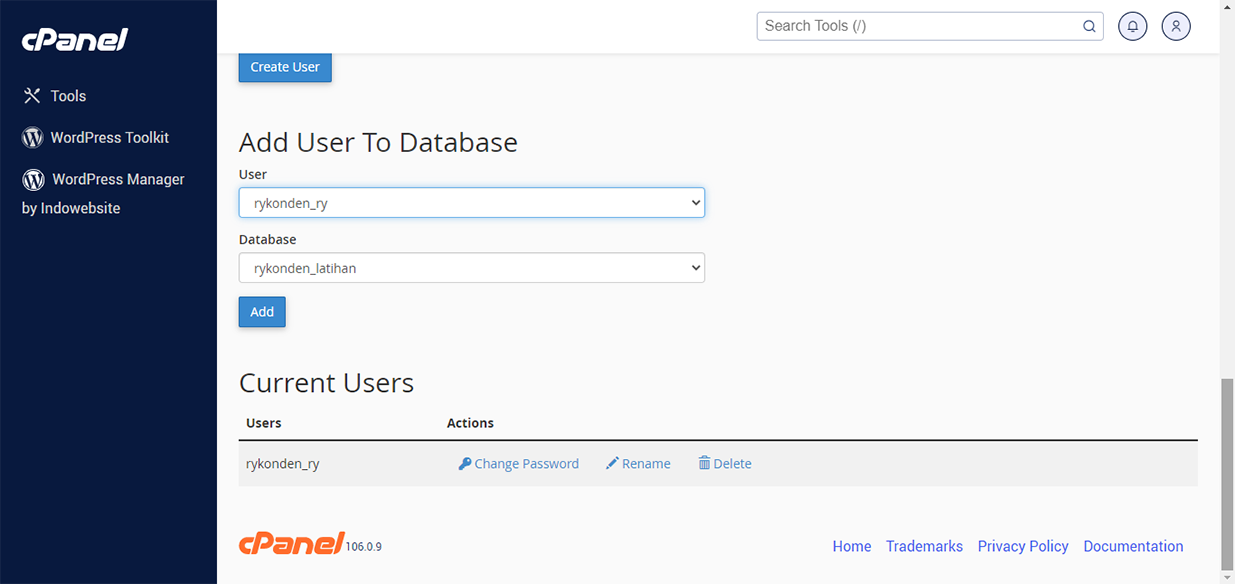 cPanel
Search Tools (/)
Tools
WordPress Toolkit
WordPress Manager
by Indowebsite
Create User
Add User To Database
User
rykonden_ry
Database
rykonden_latihan
Add
Current Users
Users Actions
rykonden_ry Change Password Rename Delete
cPanel 106.0.9 Home Trademarks Privacy Policy Documentation